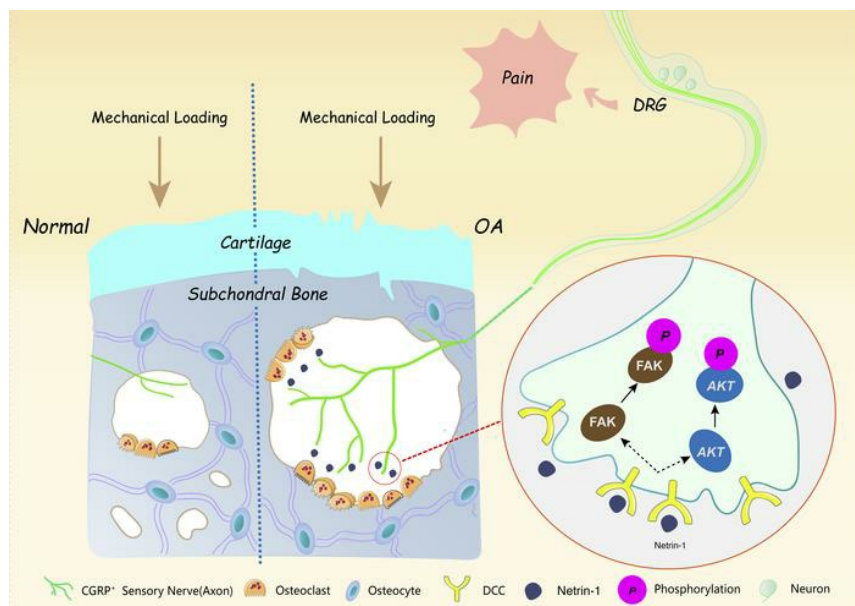 Pain
DRG
Mechanical Loading
Mechanical Loading
Normal
OA
Cartilage
Subchondral Bone
P
P
FAK
AKT
FAK
AKT
Netrin-1
CGRP⁺ Sensory Nerve(Axon)
Osteoclast
Osteocyte
DCC
Netrin-1
P
Phosphorylation
Neuron